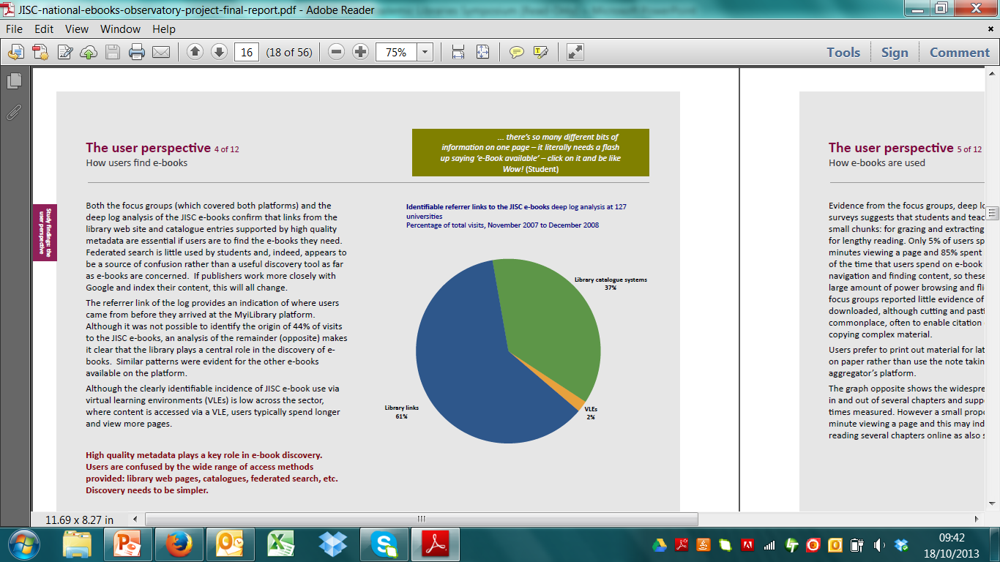 JISC-national-ebooks-observatory-project-final-report.pdf - Adobe Reader
File Edit View Window Help
16 (18 of 56) 75% Tools Sign Comment
The user perspective 4 of 12
How users find e-books
... there's so many different bits of
information on one page – it literally needs a flash
up saying 'e-Book available' – click on it and be like
Wow! (Student)
Study findings: the
user perspective
Both the focus groups (which covered both platforms) and the
deep log analysis of the JISC e-books confirm that links from the
library web site and catalogue entries supported by high quality
metadata are essential if users are to find the e-books they need.
Federated search is little used by students and, indeed, appears to
be a source of confusion rather than a useful discovery tool as far
as e-books are concerned.  If publishers work more closely with
Google and index their content, this will all change.
The referrer link of the log provides an indication of where users
came from before they arrived at the MyiLibrary platform.
Although it was not possible to identify the origin of 44% of visits
to the JISC e-books, an analysis of the remainder (opposite) makes
it clear that the library plays a central role in the discovery of e-
books.  Similar patterns were evident for the other e-books
available on the platform.
Although the clearly identifiable incidence of JISC e-book use via
virtual learning environments (VLEs) is low across the sector,
where content is accessed via a VLE, users typically spend longer
and view more pages.
High quality metadata plays a key role in e-book discovery.
Users are confused by the wide range of access methods
provided: library web pages, catalogues, federated search, etc.
Discovery needs to be simpler.
Identifiable referrer links to the JISC e-books deep log analysis at 127
universities
Percentage of total visits, November 2007 to December 2008
Library catalogue systems
37%
Library links
61%
VLEs
2%
The user perspective 5 of 12
How e-books are used
Evidence from the focus groups, deep lo
surveys suggests that students and teac
small chunks: for grazing and extracting
for lengthy reading. Only 5% of users sp
minutes viewing a page and 85% spent
of the time that users spend on e-book
navigation and finding content, so these
large amount of power browsing and fli
focus groups reported little evidence of
downloaded, although cutting and pasti
commonplace, often to enable citation
copying complex material.
Users prefer to print out material for lat
on paper rather than use the note takin
aggregator's platform.
The graph opposite shows the widespre
in and out of several chapters and supp
times measured. However a small propo
minute viewing a page and this may ind
reading several chapters online as also s
11.69 x 8.27 in
09:42
18/10/2013